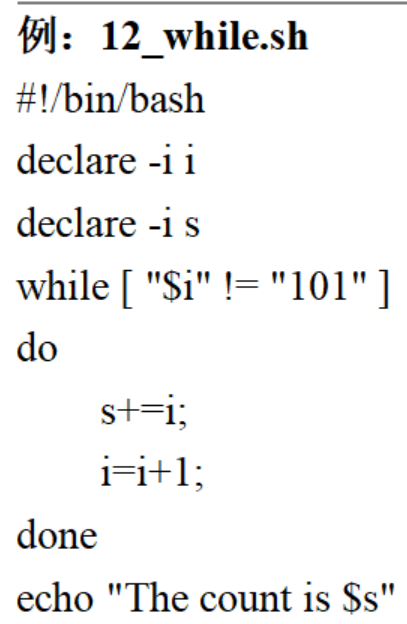 例：12_while.sh
#!/bin/bash
declare -i i
declare -i s
while [ "$i" != "101" ]
do
s+=i;
i=i+1;
done
echo "The count is $s"